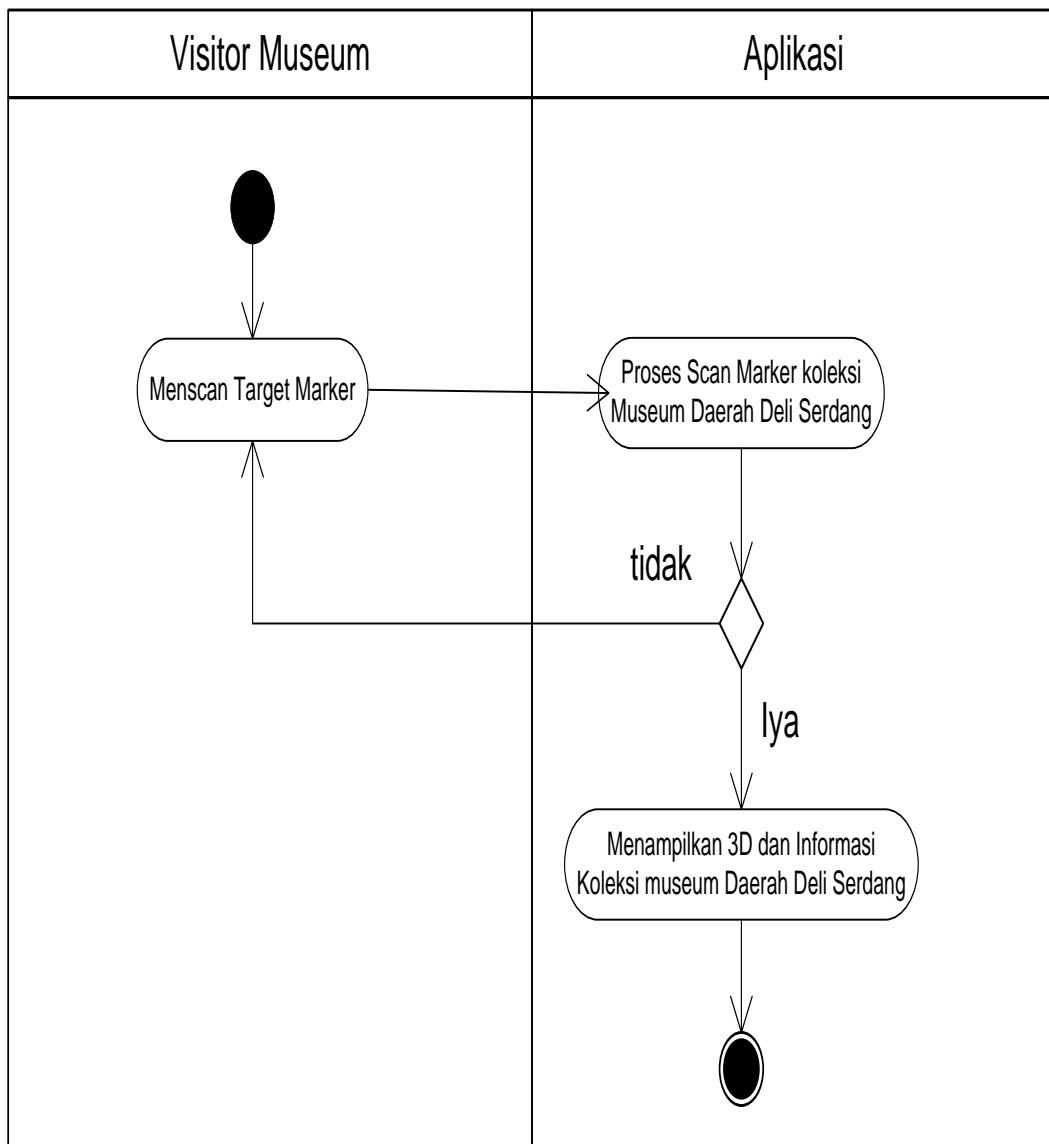 Visitor Museum
Aplikasi
Menscan Target Marker
Proses Scan Marker koleksi
Museum Daerah Deli Serdang
tidak
Iya
Menampilkan 3D dan Informasi
Koleksi museum Daerah Deli Serdang